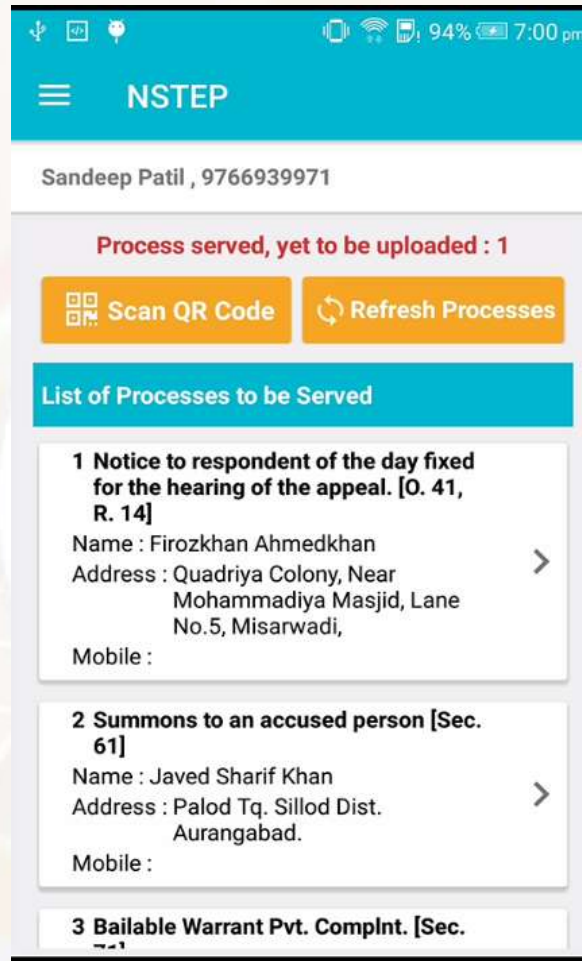 94% 7:00 pm
NSTEP
Sandeep Patil , 9766939971
Process served, yet to be uploaded : 1
Scan QR Code
Refresh Processes
List of Processes to be Served
1 Notice to respondent of the day fixed
for the hearing of the appeal. [O. 41,
R. 14]
Name : Firozkhan Ahmedkhan
Address : Quadriya Colony, Near
Mohammadiya Masjid, Lane
No.5, Misarwadi,
Mobile :
2 Summons to an accused person [Sec.
61]
Name : Javed Sharif Khan
Address : Palod Tq. Sillod Dist.
Aurangabad.
Mobile :
3 Bailable Warrant Pvt. Complnt. [Sec.